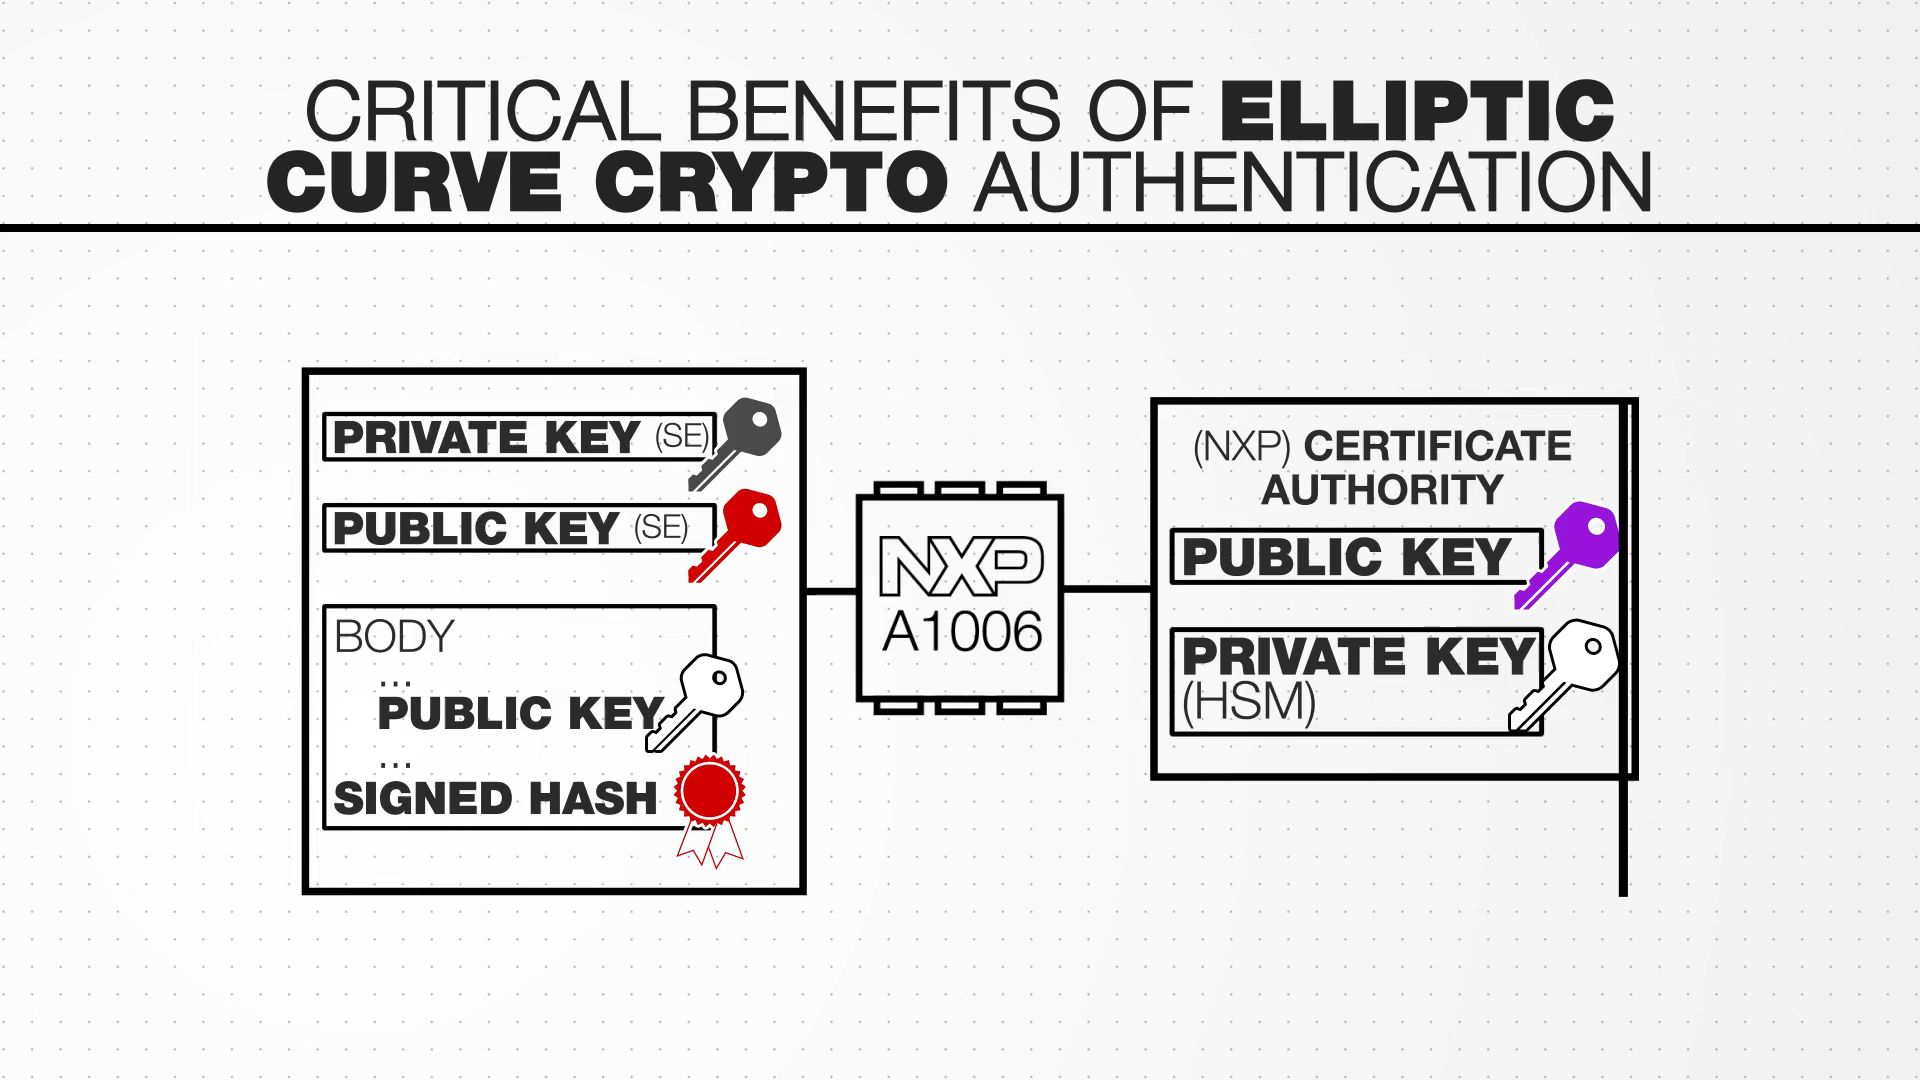 CRITICAL BENEFITS OF ELLIPTIC
CURVE CRYPTO AUTHENTICATION
PRIVATE KEY (SE)
PUBLIC KEY (SE)
BODY
...
PUBLIC KEY
...
SIGNED HASH
NXP
A1006
(NXP) CERTIFICATE
AUTHORITY
PUBLIC KEY
PRIVATE KEY
(HSM)